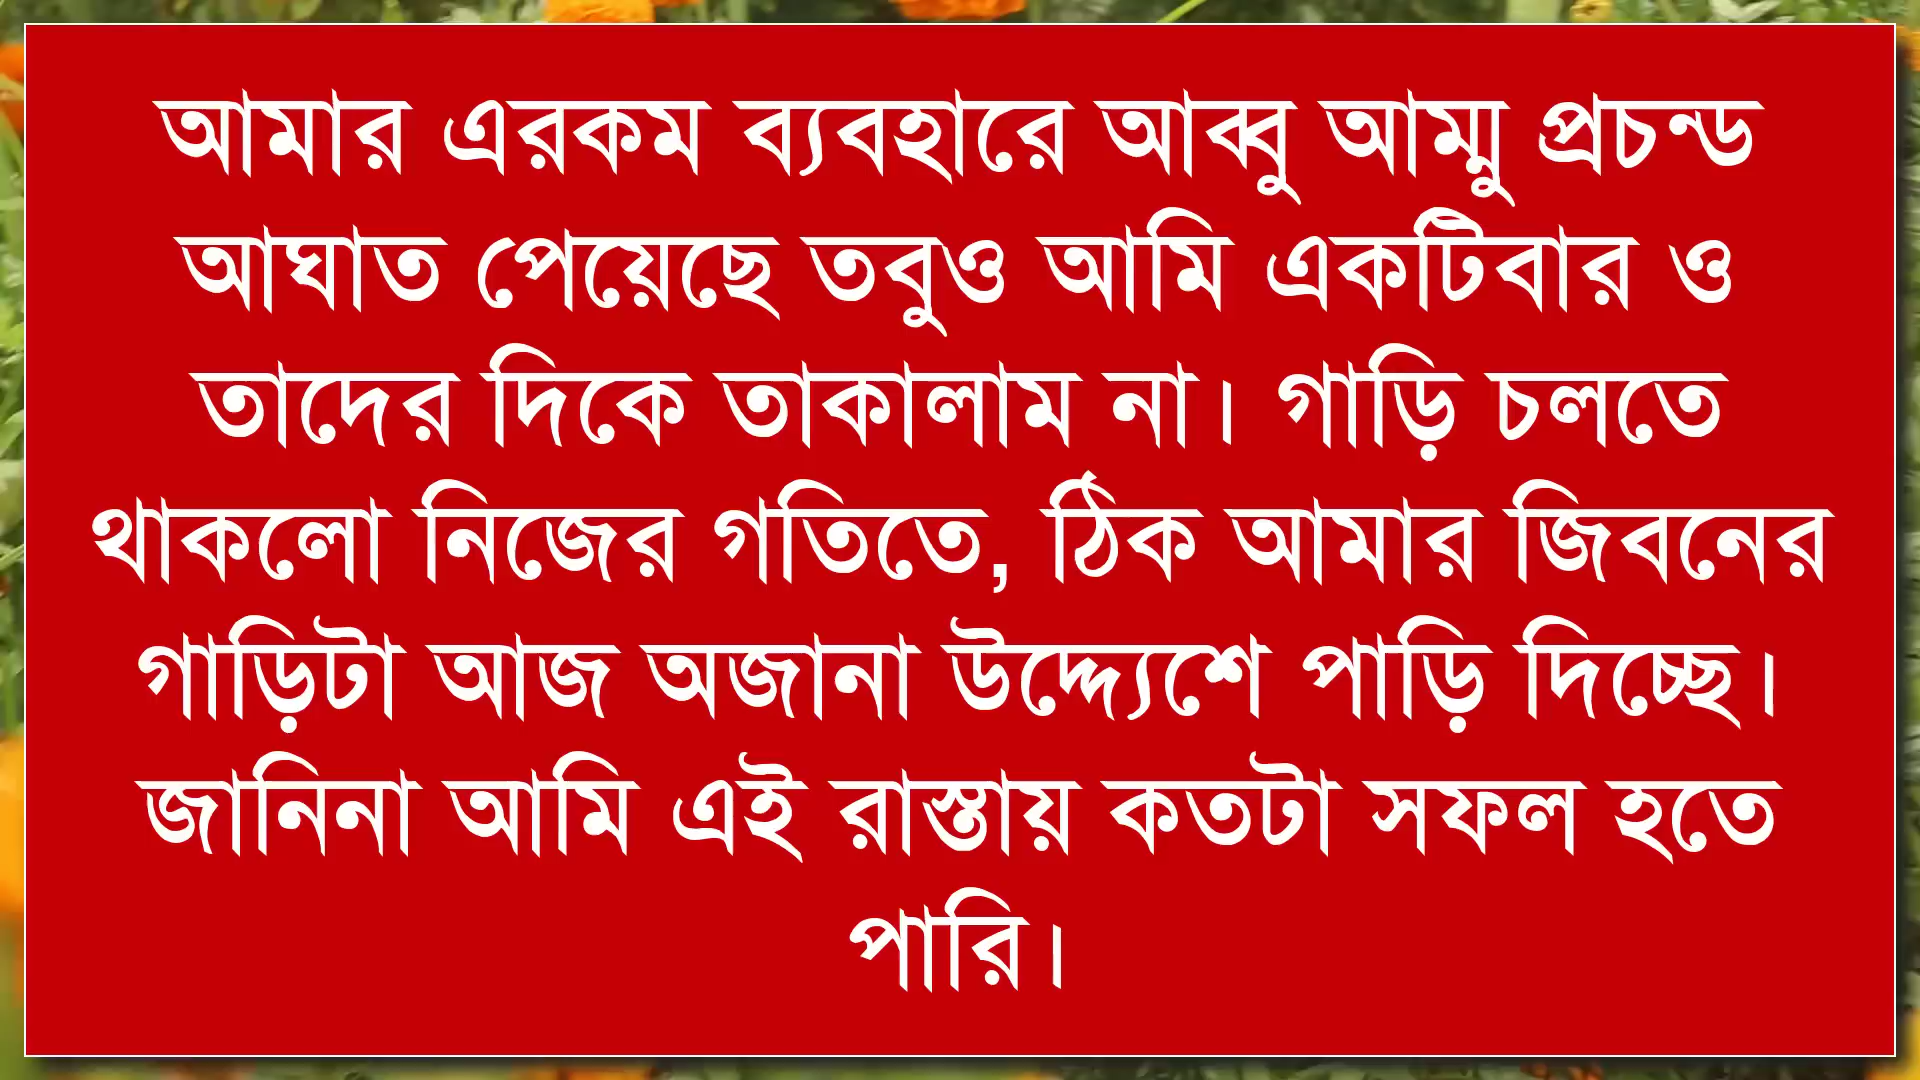 আমার এরকম ব্যবহারে আব্বু আম্মু প্রচন্ড
আঘাত পেয়েছে তবুও আমি একটিবার ও
তাদের দিকে তাকালাম না। গাড়ি চলতে
থাকলো নিজের গতিতে, ঠিক আমার জিবনের
গাড়িটা আজ অজানা উদ্দ্যেশে পাড়ি দিচ্ছে।
জানিনা আমি এই রাস্তায় কতটা সফল হতে
পারি।